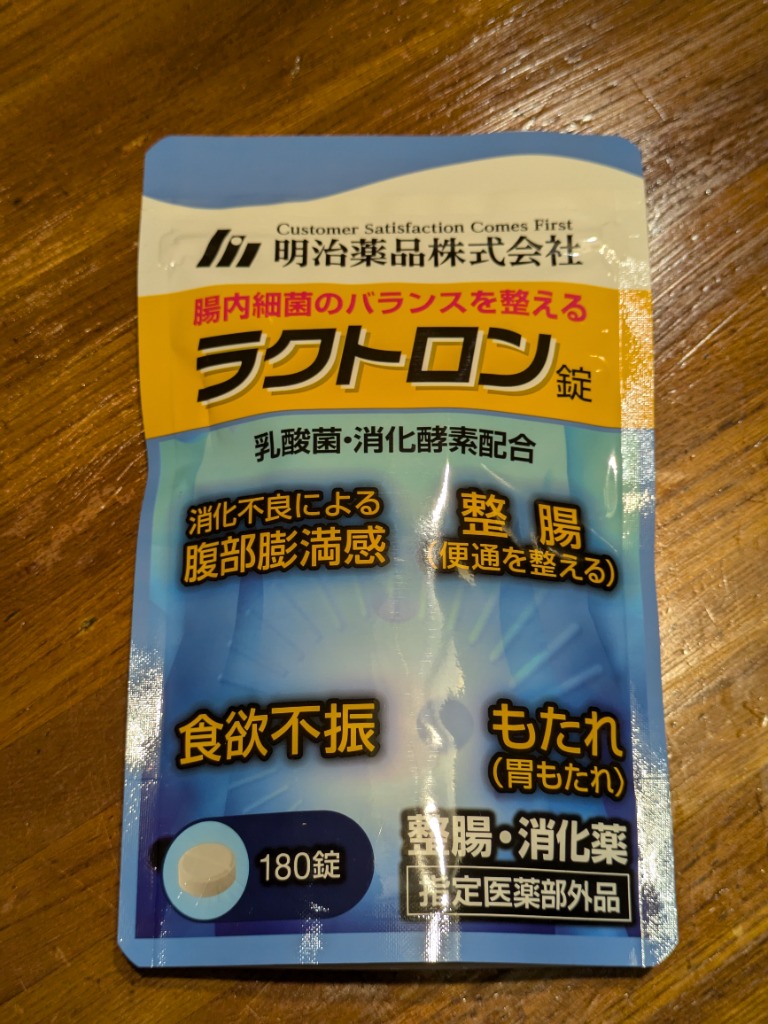 Customer Satisfaction Comes First
明治薬品株式会社
腸内細菌のバランスを整える
ラクトロン錠
乳酸菌・消化酵素配合
消化不良による
腹部膨満感
整腸
(便通を整える)
食欲不振
もたれ
(胃もたれ)
180錠
整腸・消化薬
指定医薬部外品